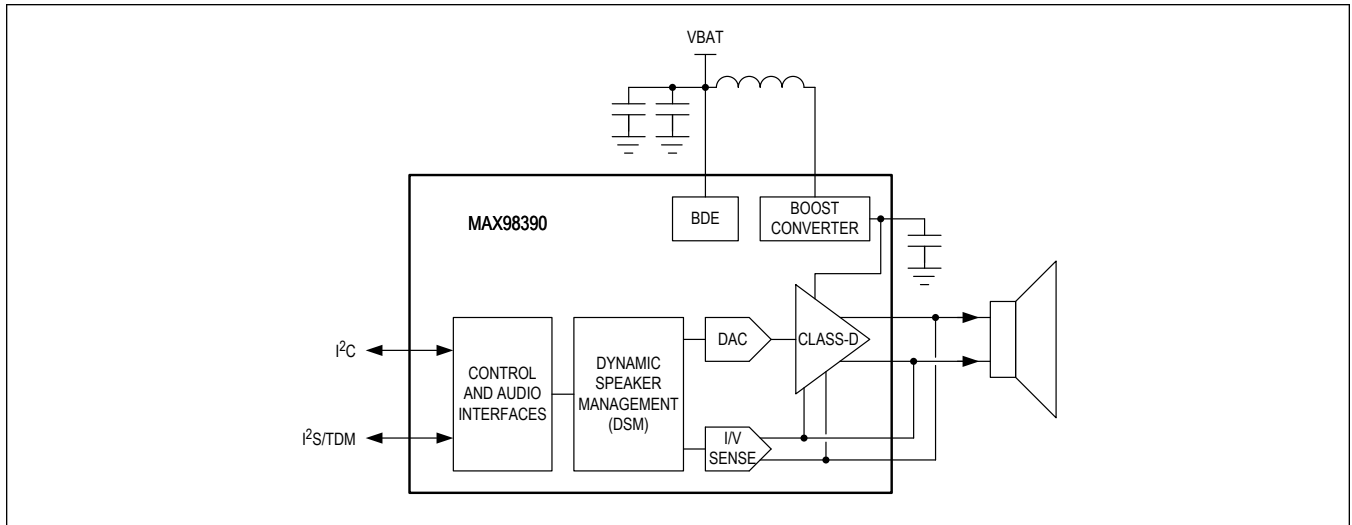 VBAT
MAX98390
BDE
BOOST
CONVERTER
I²C
I²S/TDM
CONTROL
AND AUDIO
INTERFACES
DYNAMIC
SPEAKER
MANAGEMENT
(DSM)
DAC
CLASS-D
I/V
SENSE